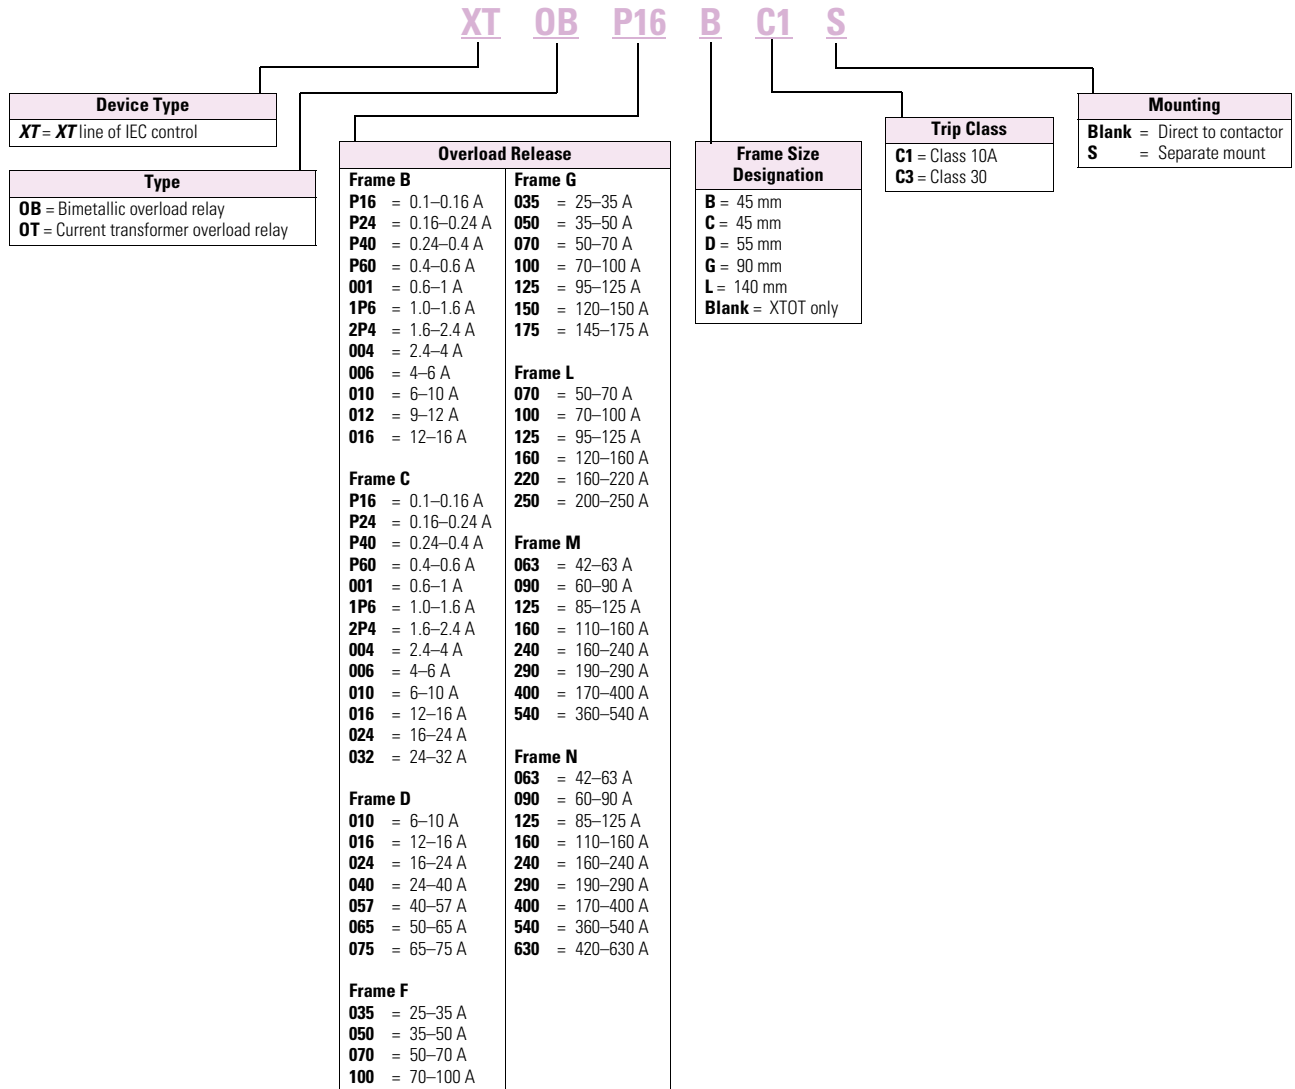 XT OB P16 B C1 S
Device Type
XT = XT line of IEC control
Type
OB = Bimetallic overload relay
OT = Current transformer overload relay
Overload Release
Frame B
P16 = 0.1–0.16 A
P24 = 0.16–0.24 A
P40 = 0.24–0.4 A
P60 = 0.4–0.6 A
001 = 0.6–1 A
1P6 = 1.0–1.6 A
2P4 = 1.6–2.4 A
004 = 2.4–4 A
006 = 4–6 A
010 = 6–10 A
012 = 9–12 A
016 = 12–16 A
Frame C
P16 = 0.1–0.16 A
P24 = 0.16–0.24 A
P40 = 0.24–0.4 A
P60 = 0.4–0.6 A
001 = 0.6–1 A
1P6 = 1.0–1.6 A
2P4 = 1.6–2.4 A
004 = 2.4–4 A
006 = 4–6 A
010 = 6–10 A
016 = 12–16 A
024 = 16–24 A
032 = 24–32 A
Frame D
010 = 6–10 A
016 = 12–16 A
024 = 16–24 A
040 = 24–40 A
057 = 40–57 A
065 = 50–65 A
075 = 65–75 A
Frame F
035 = 25–35 A
050 = 35–50 A
070 = 50–70 A
100 = 70–100 A
Frame G
035 = 25–35 A
050 = 35–50 A
070 = 50–70 A
100 = 70–100 A
125 = 95–125 A
150 = 120–150 A
175 = 145–175 A
Frame L
070 = 50–70 A
100 = 70–100 A
125 = 95–125 A
160 = 120–160 A
220 = 160–220 A
250 = 200–250 A
Frame M
063 = 42–63 A
090 = 60–90 A
125 = 85–125 A
160 = 110–160 A
240 = 160–240 A
290 = 190–290 A
400 = 170–400 A
540 = 360–540 A
Frame N
063 = 42–63 A
090 = 60–90 A
125 = 85–125 A
160 = 110–160 A
240 = 160–240 A
290 = 190–290 A
400 = 170–400 A
540 = 360–540 A
630 = 420–630 A
Frame Size
Designation
B = 45 mm
C = 45 mm
D = 55 mm
G = 90 mm
L = 140 mm
Blank = XTOT only
Trip Class
C1 = Class 10A
C3 = Class 30
Mounting
Blank = Direct to contactor
S = Separate mount